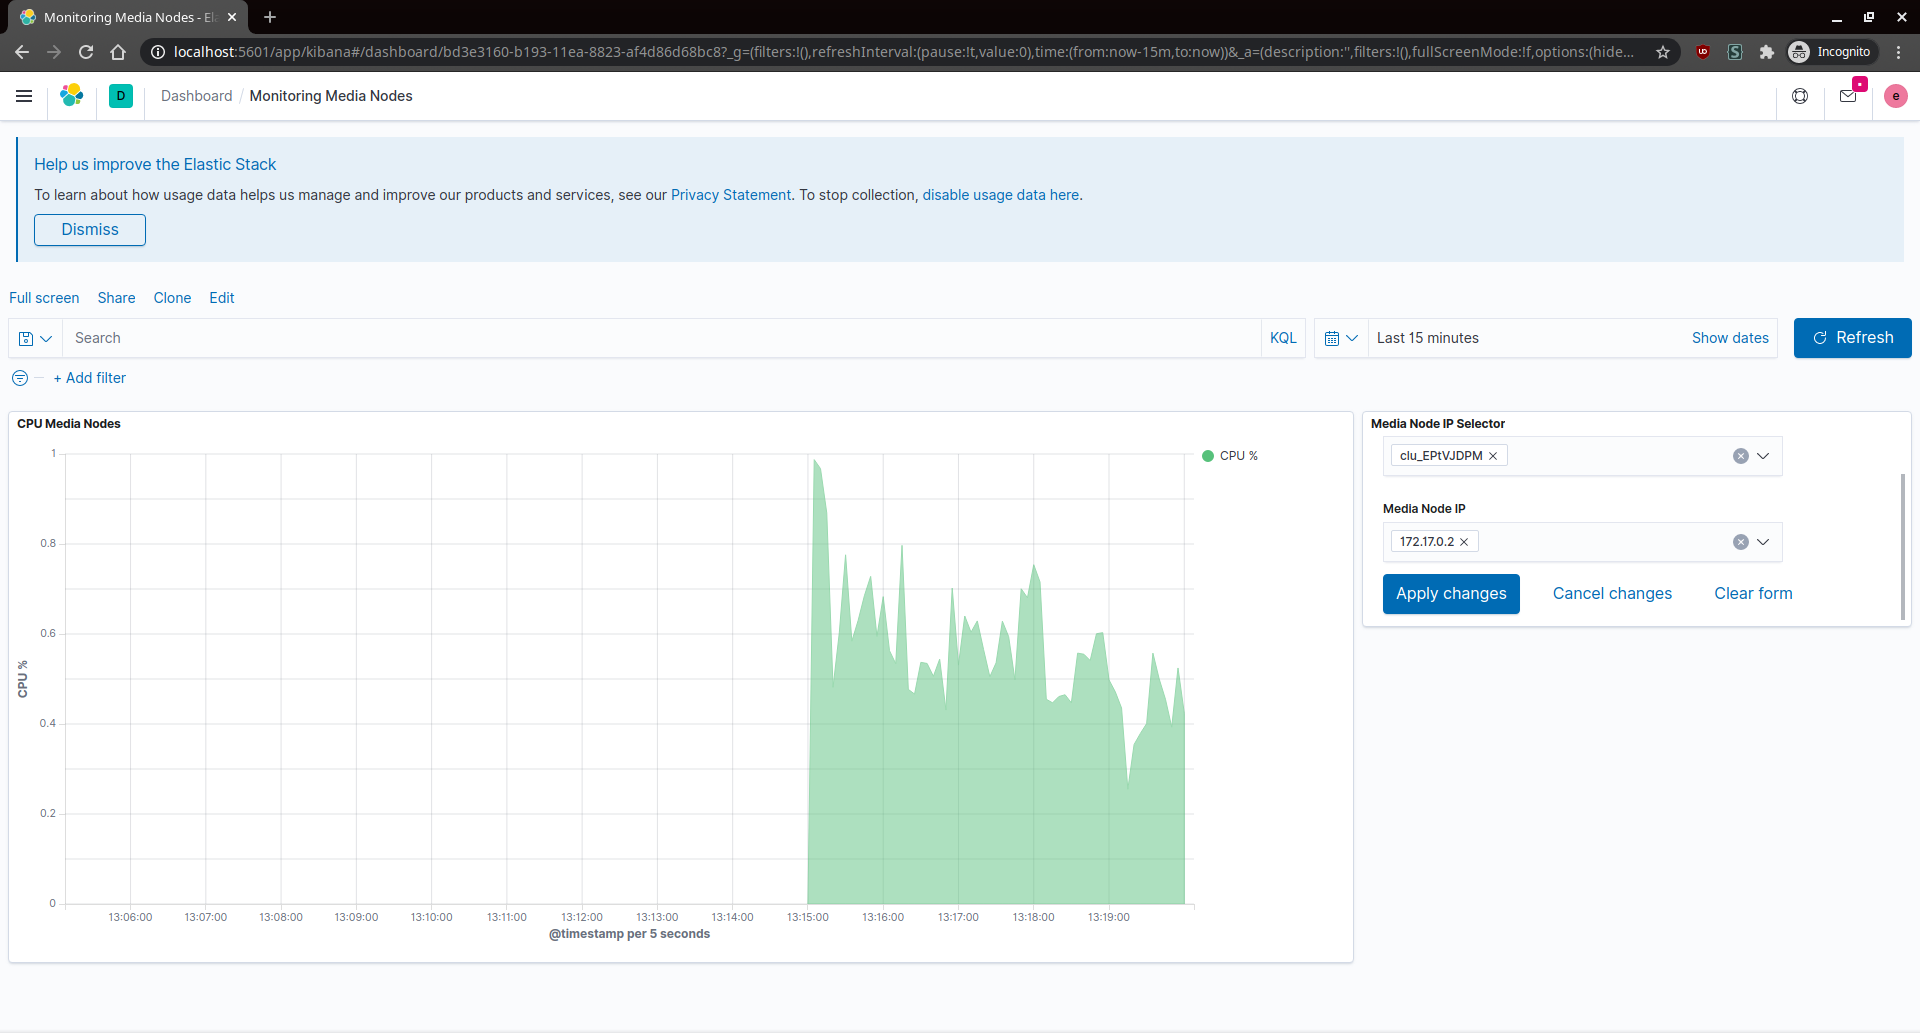 Monitoring Media Nodes - El
localhost:5601/app/kibana#/dashboard/bd3e3160-b193-11ea-8823-af4d86d68bc8?_g=(filters:!(),refreshInterval:(pause:!t,value:0),time:(from:now-15m,to:now))&_a=(description:'',filters:!(),fullScreenMode:!f,options:(hide...
Incognito
D
Dashboard / Monitoring Media Nodes
e
Help us improve the Elastic Stack
To learn about how usage data helps us manage and improve our products and services, see our Privacy Statement. To stop collection, disable usage data here.
Dismiss
Full screen Share Clone Edit
Search KQL Last 15 minutes Show dates Refresh
+ Add filter
CPU Media Nodes
1
0.8
0.6
0.4
0.2
0
CPU %
13:06:00 13:07:00 13:08:00 13:09:00 13:10:00 13:11:00 13:12:00 13:13:00 13:14:00 13:15:00 13:16:00 13:17:00 13:18:00 13:19:00
@timestamp per 5 seconds
CPU %
Media Node IP Selector
clu_EPtVJDPM
Media Node IP
172.17.0.2
Apply changes Cancel changes Clear form